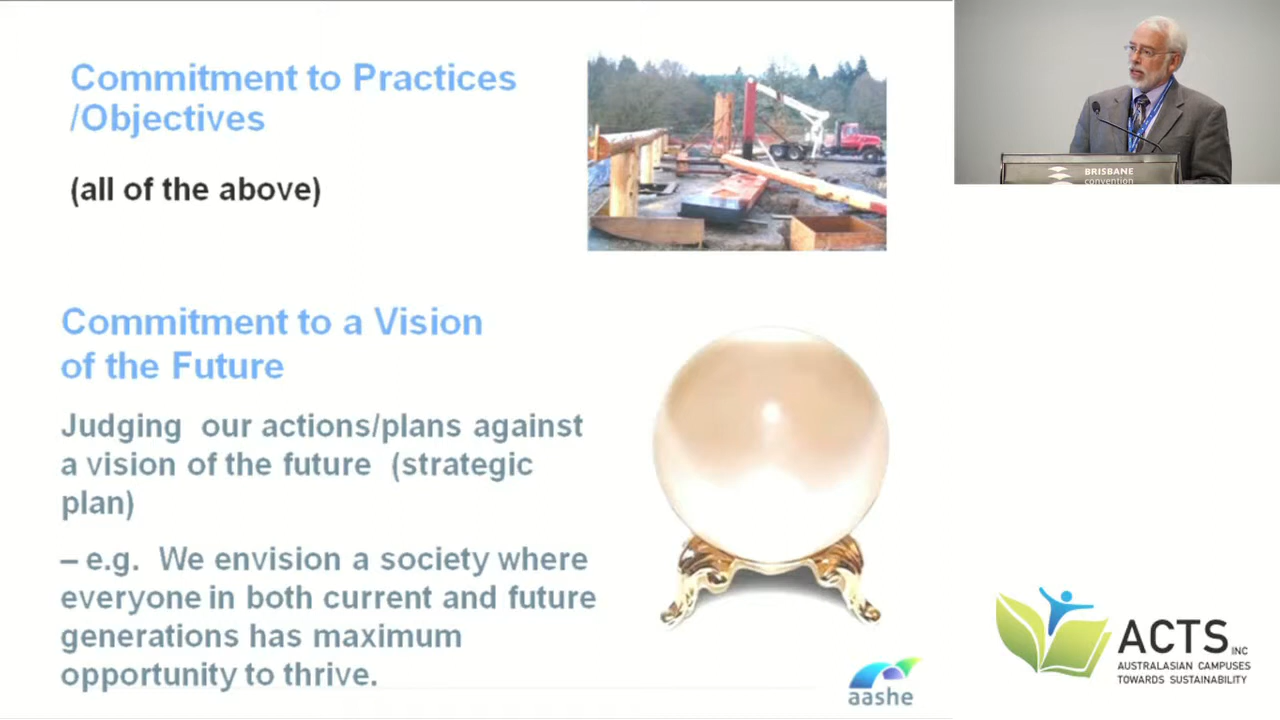 Commitment to Practices
/Objectives
(all of the above)
Commitment to a Vision
of the Future
Judging our actions/plans against
a vision of the future (strategic
plan)
– e.g. We envision a society where
everyone in both current and future
generations has maximum
opportunity to thrive.
aashe
BRISBANE
convention
ACTS INC
AUSTRALASIAN CAMPUSES
TOWARDS SUSTAINABILITY